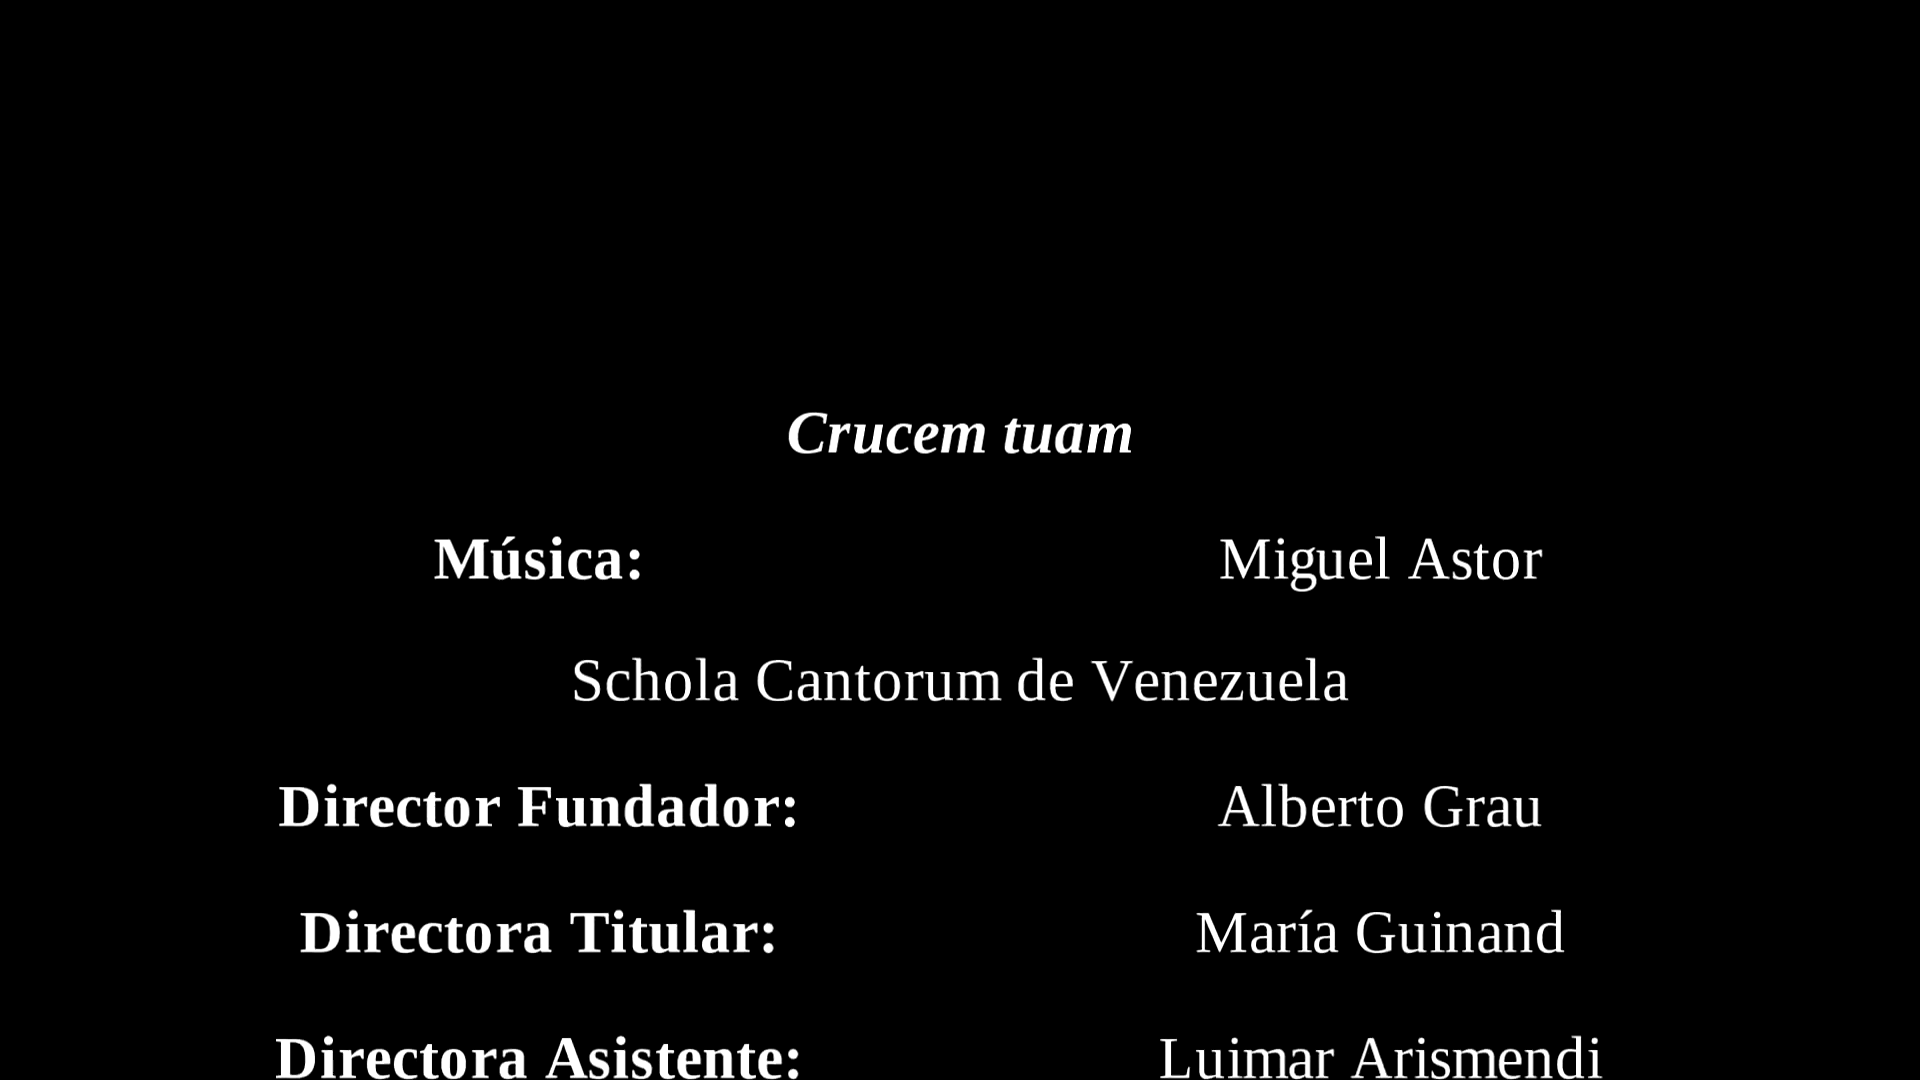 Crucem tuam
Música: Miguel Astor
Schola Cantorum de Venezuela
Director Fundador: Alberto Grau
Directora Titular: María Guinand
Directora Asistente: Luimar Arismendi